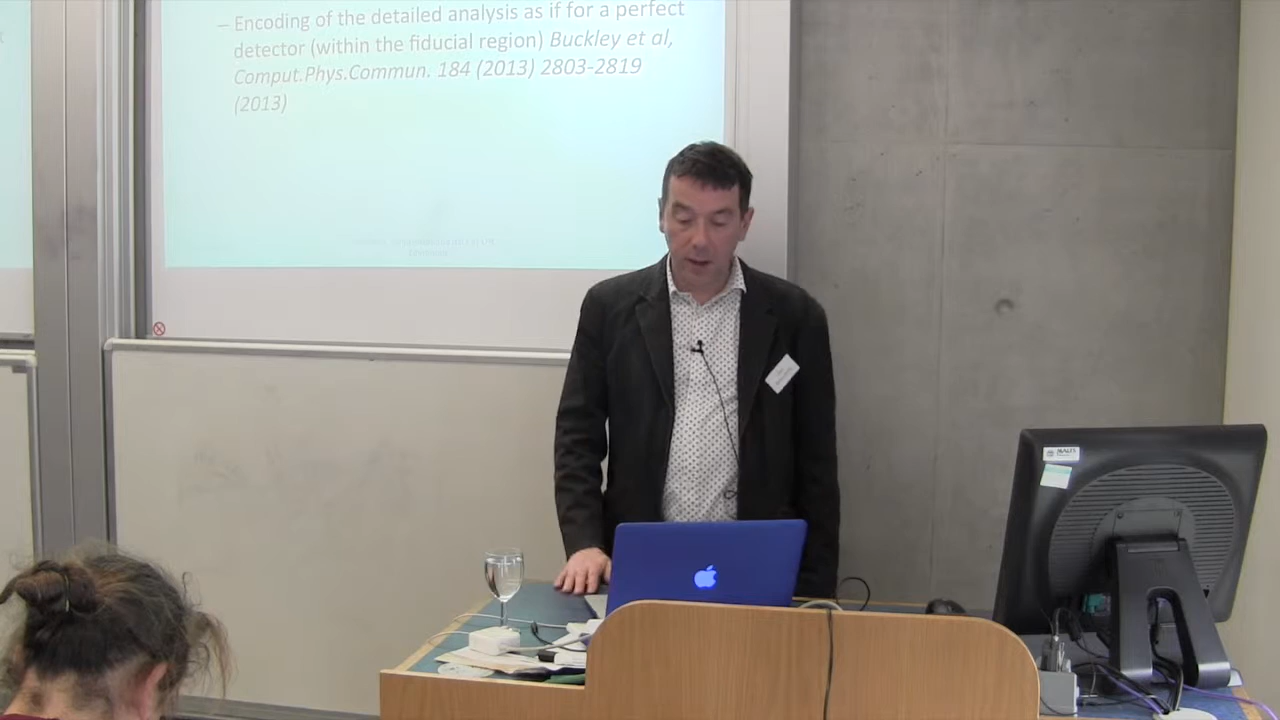 – Encoding of the detailed analysis as if for a perfect
detector (within the fiducial region) Buckley et al,
Comput.Phys.Commun. 184 (2013) 2803-2819
(2013)